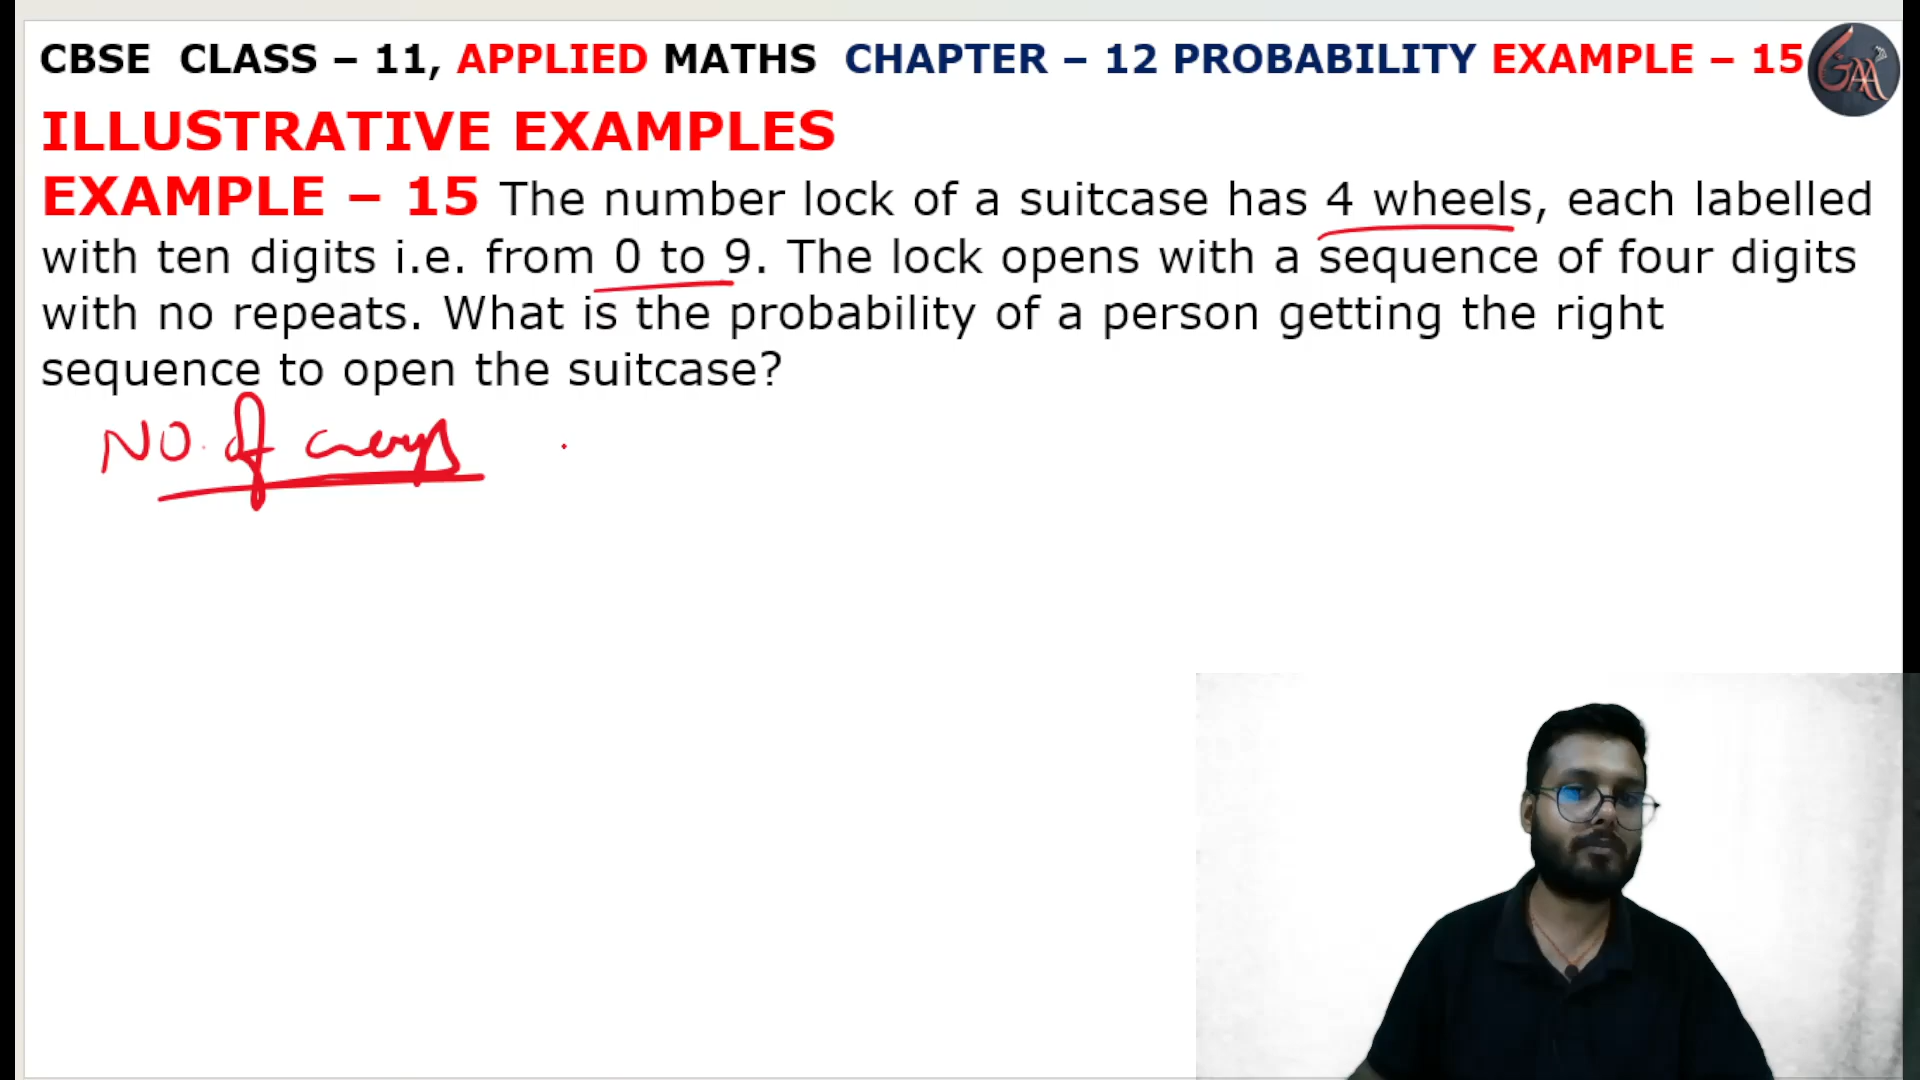 CBSE CLASS – 11, APPLIED MATHS CHAPTER – 12 PROBABILITY EXAMPLE – 15
GAA
ILLUSTRATIVE EXAMPLES
EXAMPLE – 15 The number lock of a suitcase has 4 wheels, each labelled
with ten digits i.e. from 0 to 9. The lock opens with a sequence of four digits
with no repeats. What is the probability of a person getting the right
sequence to open the suitcase?
NO. of ways